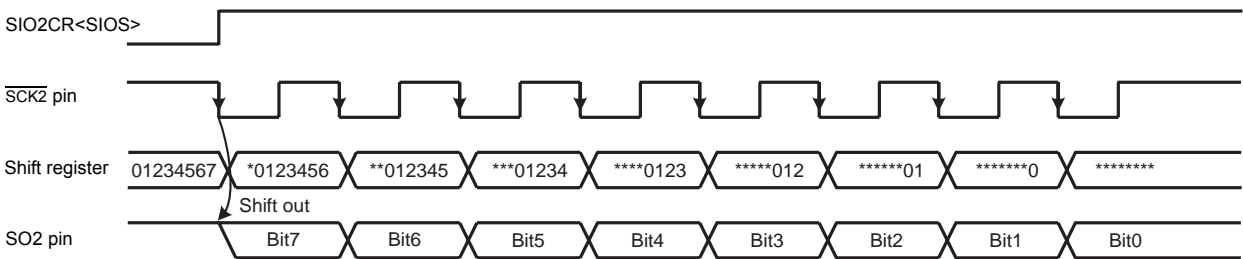 SIO2CR<SIOS>
SCK2 pin
Shift register 01234567 *0123456 **012345 ***01234 ****0123 *****012 ******01 *******0 ********
Shift out
SO2 pin Bit7 Bit6 Bit5 Bit4 Bit3 Bit2 Bit1 Bit0